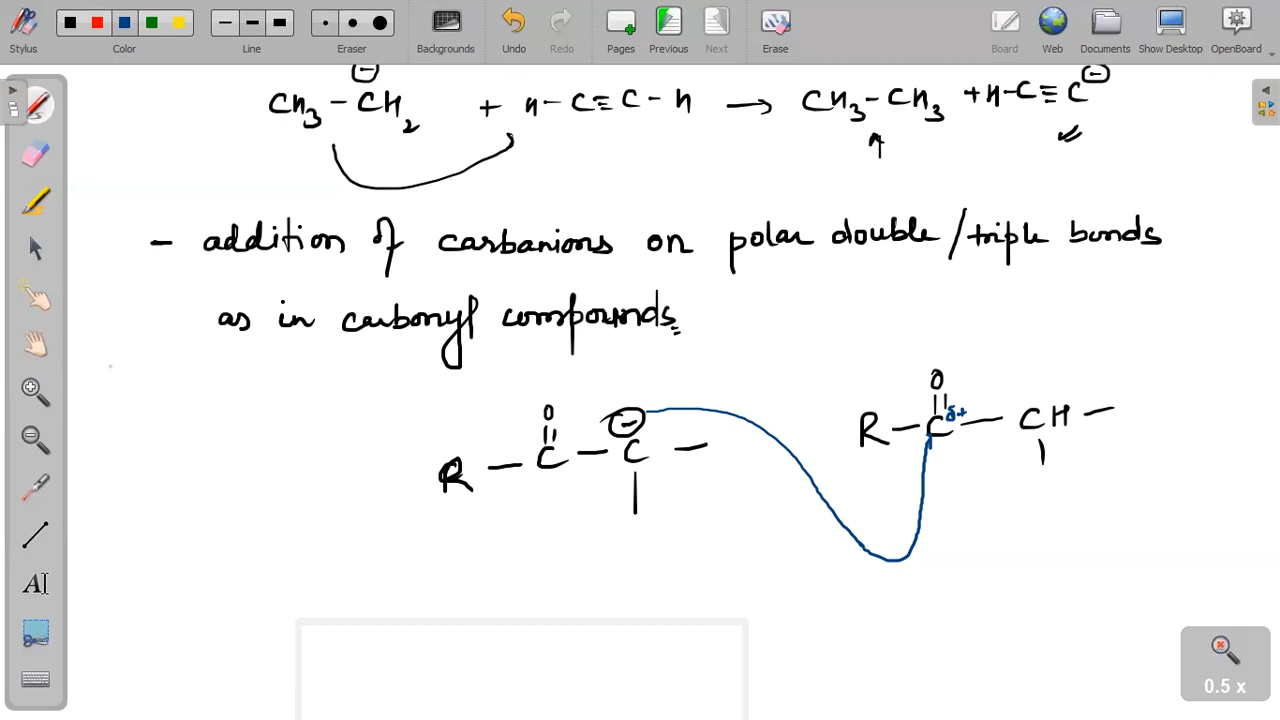 Stylus Color Line Eraser Backgrounds Undo Redo Pages Previous Next Erase Board Web Documents Show Desktop OpenBoard
⊖ ⊖
CH3 – CH2 + H – C ≡ C – H → CH3 – CH3 + H – C ≡ C
– addition of carbanions on polar double/triple bonds
as in carbonyl compounds
O O
|| || δ+
R – C – C – R – C – CH –
⊖
0.5 x